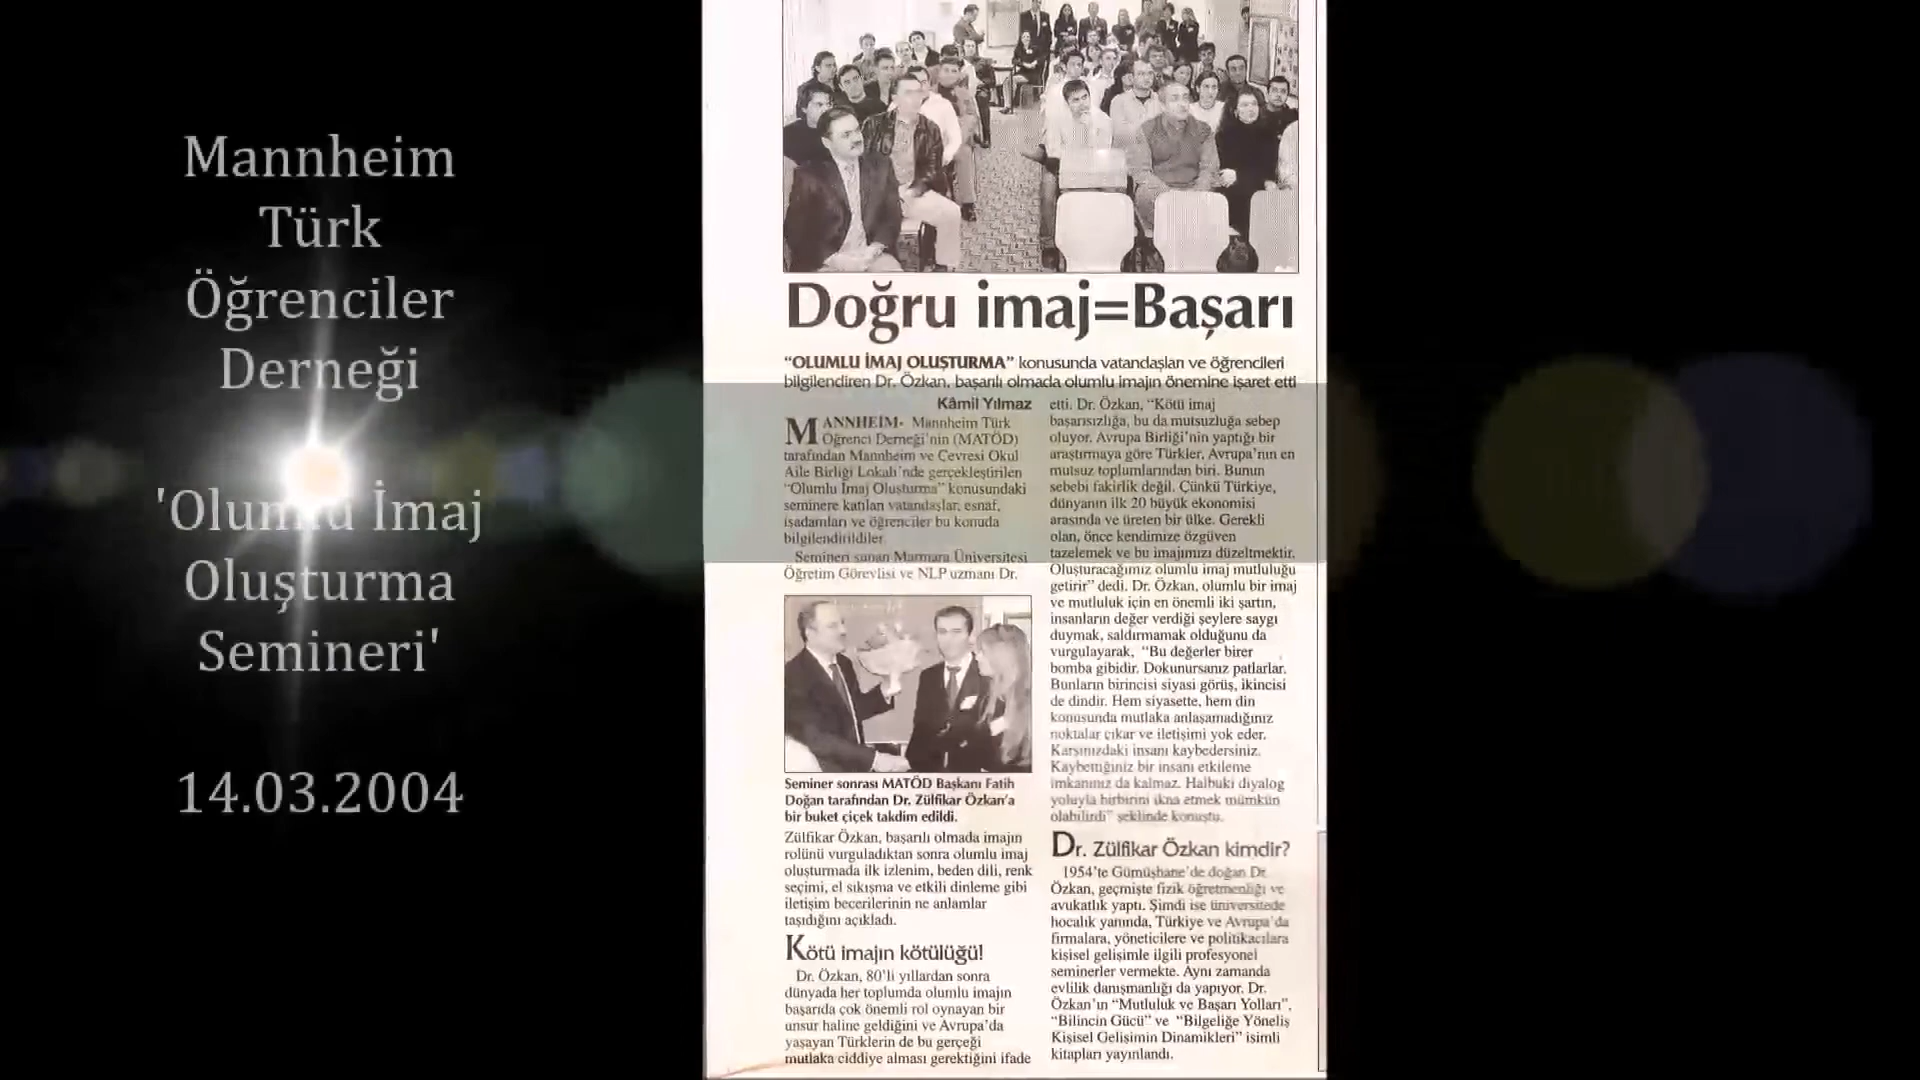 Mannheim
Türk
Öğrenciler
Derneği
'Olumlu İmaj
Oluşturma
Semineri'
14.03.2004
Doğru imaj=Başarı
“OLUMLU İMAJ OLUŞTURMA” konusunda vatandaşları ve öğrencileri
bilgilendiren Dr. Özkan, başarılı olmada olumlu imajın önemine işaret etti
Kâmil Yılmaz
MANNHEİM- Mannheim Türk
Öğrenci Derneği’nin (MATÖD)
tarafından Mannheim ve Çevresi Okul
Aile Birliği Lokali’nde gerçekleştirilen
“Olumlu İmaj Oluşturma” konusundaki
seminere katılan vatandaşlar, esnaf,
işadamları ve öğrenciler bu konuda
bilgilendirildiler.
Semineri sunan Marmara Üniversitesi
Öğretim Görevlisi ve NLP uzmanı Dr.
Seminer sonrası MATÖD Başkanı Fatih
Doğan tarafından Dr. Zülfikar Özkan’a
bir buket çiçek takdim edildi.
Zülfikar Özkan, başarılı olmada imajın
rolünü vurguladıktan sonra olumlu imaj
oluşturmada ilk izlenim, beden dili, renk
seçimi, el sıkışma ve etkili dinleme gibi
iletişim becerilerinin ne anlamlar
taşıdığını açıkladı.
Kötü imajın kötülüğü!
Dr. Özkan, 80’li yıllardan sonra
dünyada her toplumda olumlu imajın
başarıda çok önemli rol oynayan bir
unsur haline geldiğini ve Avrupa’da
yaşayan Türklerin de bu gerçeği
mutlaka ciddiye alması gerektiğini ifade
etti. Dr. Özkan, “Kötü imaj
başarısızlığa, bu da mutsuzluğa sebep
oluyor. Avrupa Birliği’nin yaptığı bir
araştırmaya göre Türkler, Avrupa’nın en
mutsuz toplumlarından biri. Bunun
sebebi fakirlik değil. Çünkü Türkiye,
dünyanın ilk 20 büyük ekonomisi
arasında ve üreten bir ülke. Gerekli
olan, önce kendimize özgüven
tazelemek ve bu imajımızı düzeltmektir.
Oluşturacağımız olumlu imaj mutluluğu
getirir” dedi. Dr. Özkan, olumlu bir imaj
ve mutluluk için en önemli iki şartın,
insanların değer verdiği şeylere saygı
duymak, saldırmamak olduğunu da
vurgulayarak, “Bu değerler birer
bomba gibidir. Dokunursanız patlarlar.
Bunların birincisi siyasi görüş, ikincisi
de dindir. Hem siyasette, hem din
konusunda mutlaka anlaşamadığınız
noktalar çıkar ve iletişimi yok eder.
Karşınızdaki insanı kaybedersiniz.
Kaybettiğiniz bir insanı etkileme
imkanınız da kalmaz. Halbuki diyalog
yoluyla birbirini ikna etmek mümkün
olabilirdi” şeklinde konuştu.
Dr. Zülfikar Özkan kimdir?
1954’te Gümüşhane’de doğan Dr.
Özkan, geçmişte fizik öğretmenliği ve
avukatlık yaptı. Şimdi ise üniversitede
hocalık yanında, Türkiye ve Avrupa’da
firmalara, yöneticilere ve politikacılara
kişisel gelişimle ilgili profesyonel
seminerler vermekte. Aynı zamanda
evlilik danışmanlığı da yapıyor. Dr.
Özkan’ın “Mutluluk ve Başarı Yolları”,
“Bilincin Gücü” ve “Bilgeliğe Yöneliş
Kişisel Gelişimin Dinamikleri” isimli
kitapları yayınlandı.